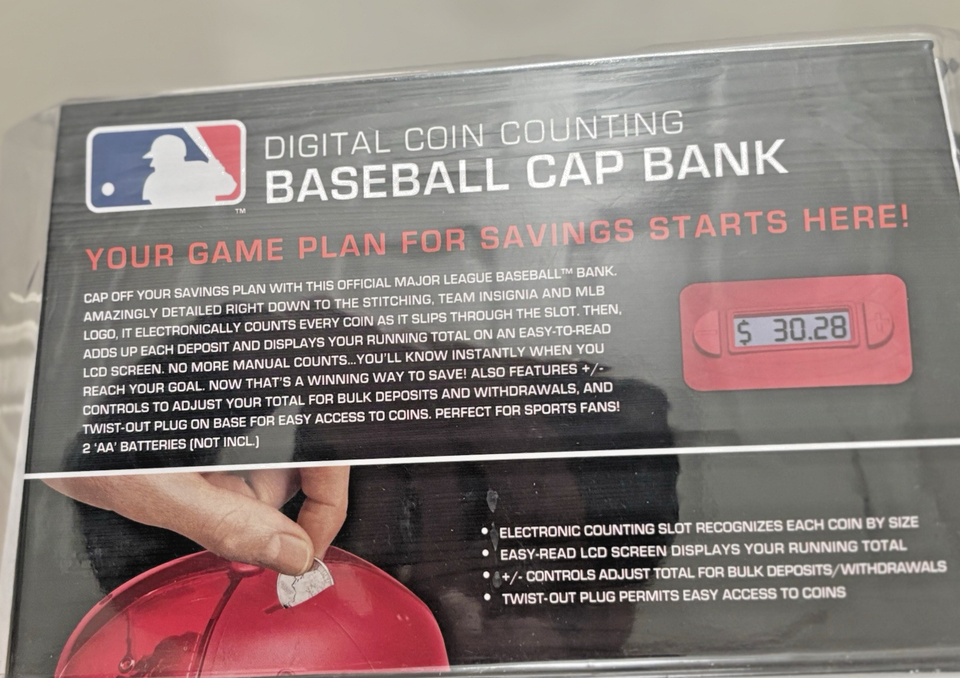 DIGITAL COIN COUNTING
BASEBALL CAP BANK
TM
YOUR GAME PLAN FOR SAVINGS STARTS HERE!
CAP OFF YOUR SAVINGS PLAN WITH THIS OFFICIAL MAJOR LEAGUE BASEBALL™ BANK.
AMAZINGLY DETAILED RIGHT DOWN TO THE STITCHING, TEAM INSIGNIA AND MLB
LOGO, IT ELECTRONICALLY COUNTS EVERY COIN AS IT SLIPS THROUGH THE SLOT. THEN,
ADDS UP EACH DEPOSIT AND DISPLAYS YOUR RUNNING TOTAL ON AN EASY-TO-READ
LCD SCREEN. NO MORE MANUAL COUNTS...YOU'LL KNOW INSTANTLY WHEN YOU
REACH YOUR GOAL. NOW THAT'S A WINNING WAY TO SAVE! ALSO FEATURES +/-
CONTROLS TO ADJUST YOUR TOTAL FOR BULK DEPOSITS AND WITHDRAWALS, AND
TWIST-OUT PLUG ON BASE FOR EASY ACCESS TO COINS. PERFECT FOR SPORTS FANS!
2 'AA' BATTERIES (NOT INCL.)
$ 30.28
• ELECTRONIC COUNTING SLOT RECOGNIZES EACH COIN BY SIZE
• EASY-READ LCD SCREEN DISPLAYS YOUR RUNNING TOTAL
• +/- CONTROLS ADJUST TOTAL FOR BULK DEPOSITS/WITHDRAWALS
• TWIST-OUT PLUG PERMITS EASY ACCESS TO COINS